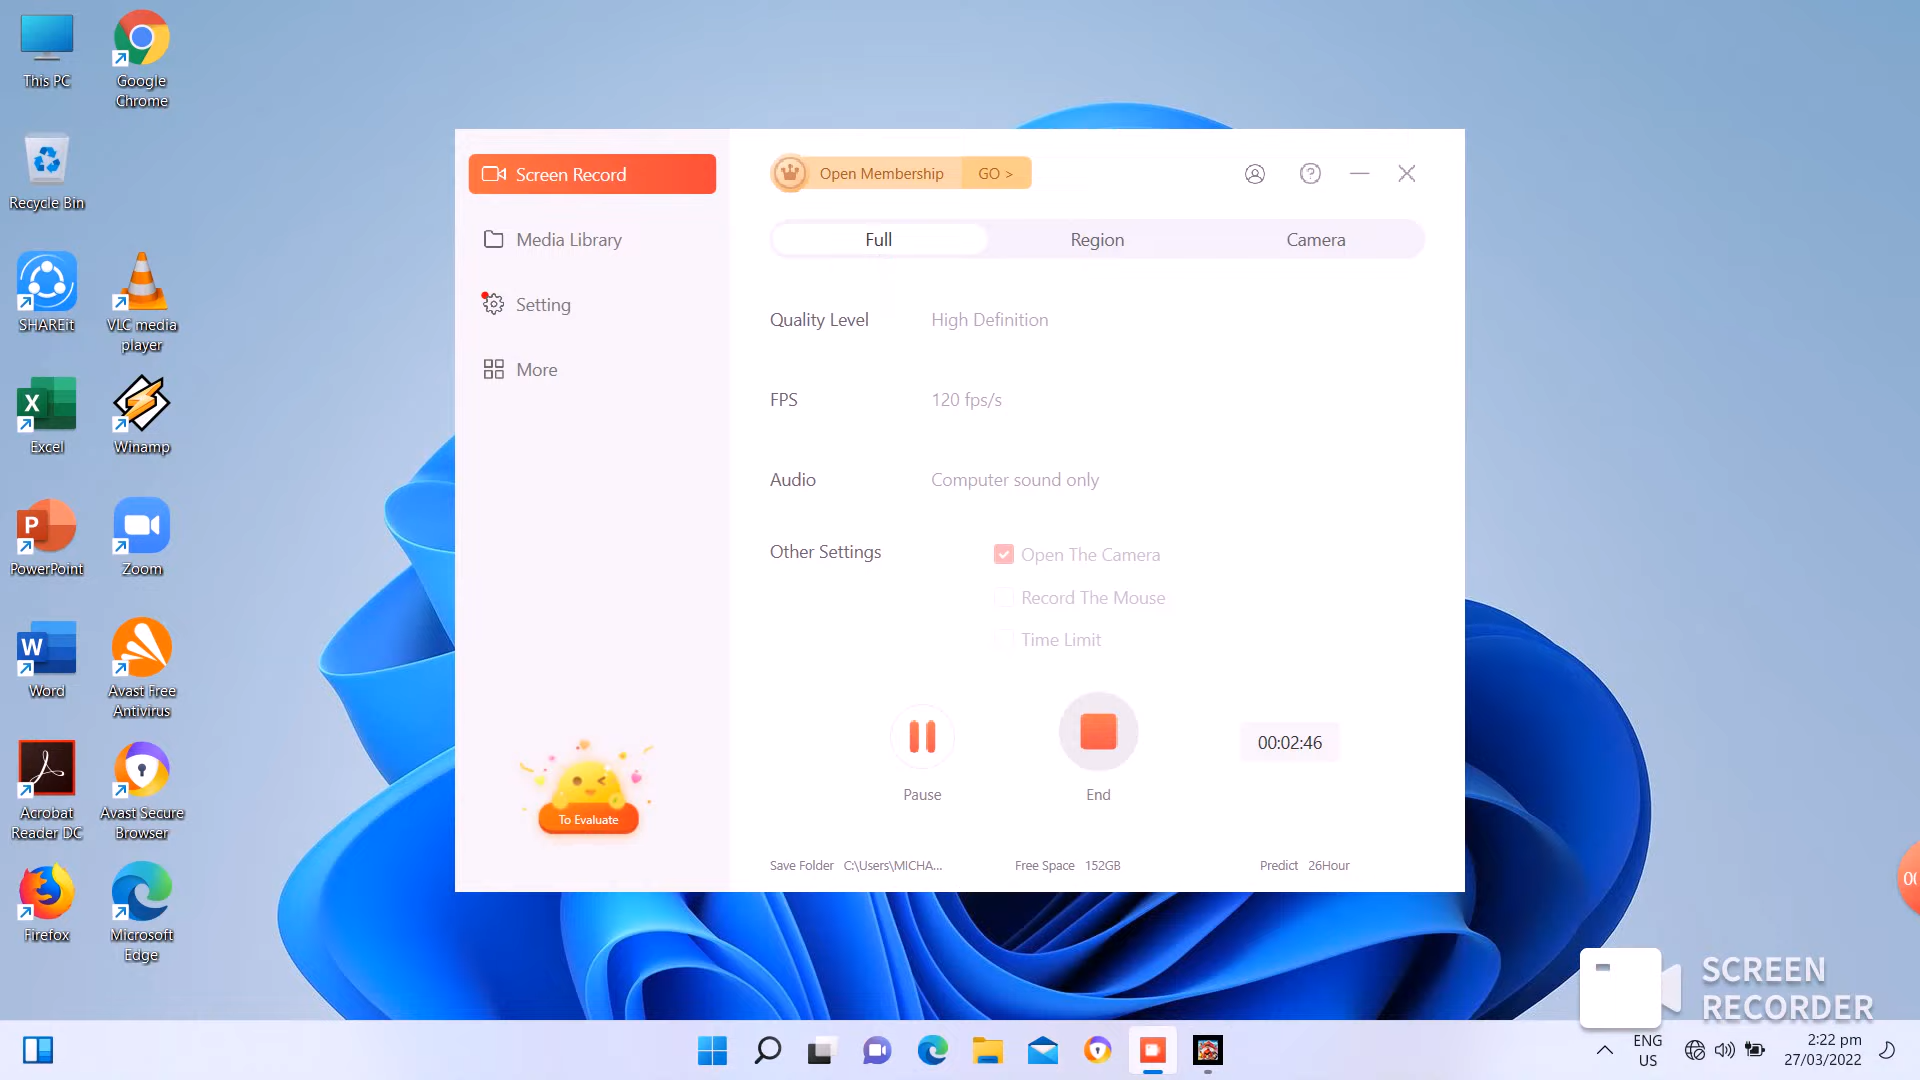 This PC
Google
Chrome
Recycle Bin
SHAREit
VLC media
player
Excel
Winamp
PowerPoint
Zoom
Word
Avast Free
Antivirus
Acrobat
Reader DC
Avast Secure
Browser
Firefox
Microsoft
Edge
Screen Record
Media Library
Setting
More
To Evaluate
Open Membership GO >
Full Region Camera
Quality Level High Definition
FPS 120 fps/s
Audio Computer sound only
Other Settings Open The Camera
Record The Mouse
Time Limit
00:02:46
Pause End
Save Folder C:\Users\MICHA... Free Space 152GB Predict 26Hour
SCREEN
RECORDER
ENG
US
2:22 pm
27/03/2022